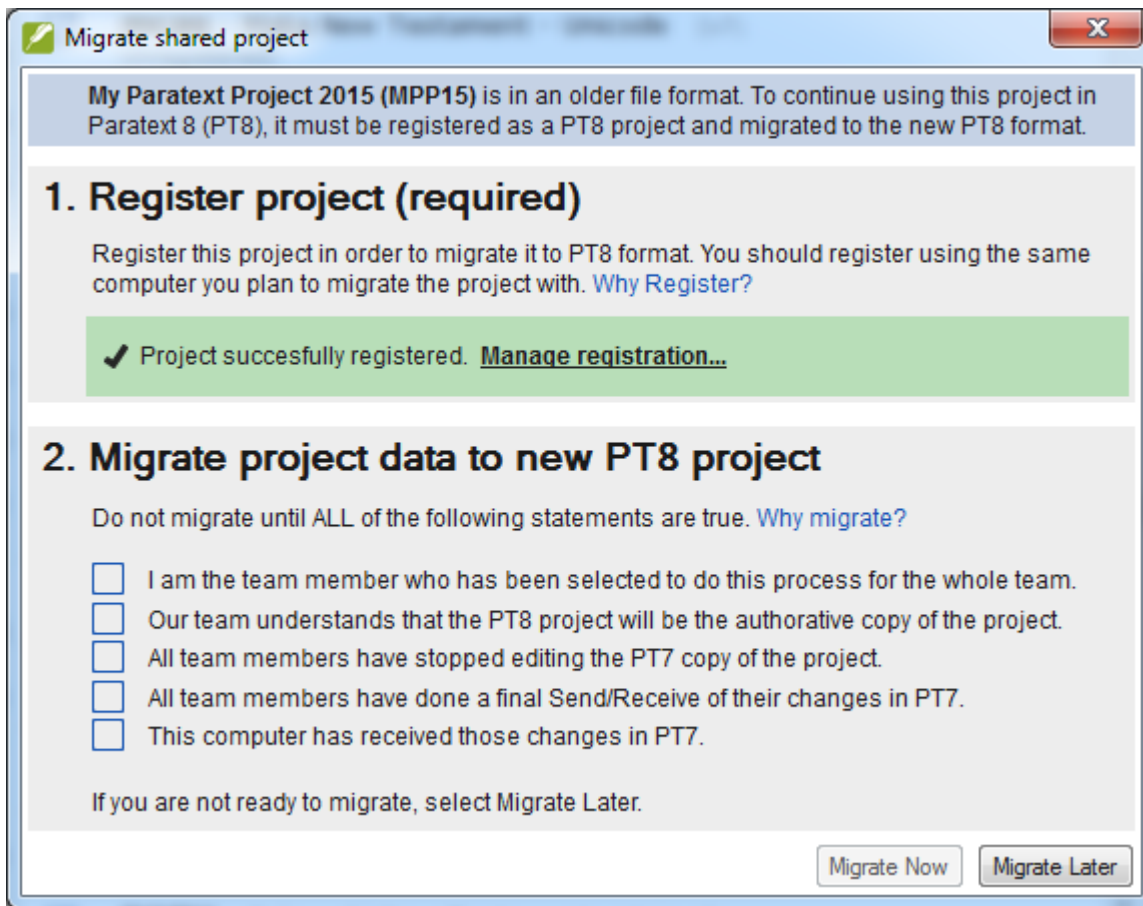 Migrate shared project
My Paratext Project 2015 (MPP15) is in an older file format. To continue using this project in
Paratext 8 (PT8), it must be registered as a PT8 project and migrated to the new PT8 format.
1. Register project (required)
Register this project in order to migrate it to PT8 format. You should register using the same
computer you plan to migrate the project with. Why Register?
Project succesfully registered. Manage registration...
2. Migrate project data to new PT8 project
Do not migrate until ALL of the following statements are true. Why migrate?
I am the team member who has been selected to do this process for the whole team.
Our team understands that the PT8 project will be the authorative copy of the project.
All team members have stopped editing the PT7 copy of the project.
All team members have done a final Send/Receive of their changes in PT7.
This computer has received those changes in PT7.
If you are not ready to migrate, select Migrate Later.
Migrate Now Migrate Later